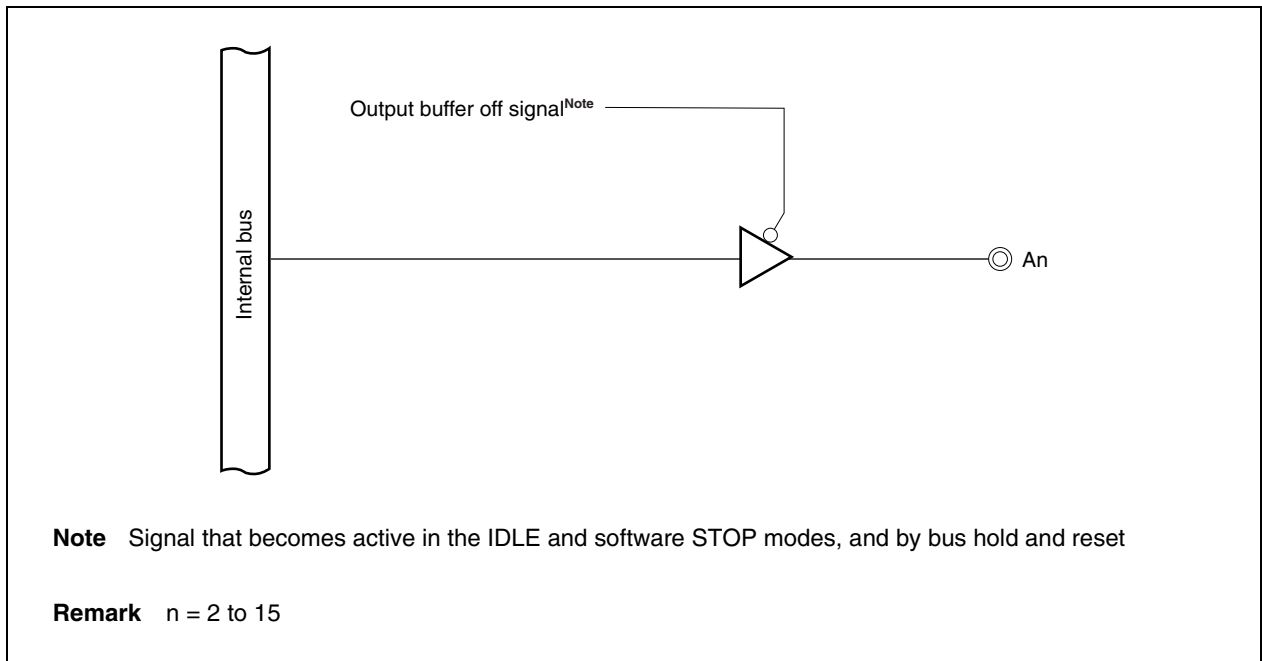 Output buffer off signalNote
Internal bus
An
Note Signal that becomes active in the IDLE and software STOP modes, and by bus hold and reset
Remark n = 2 to 15